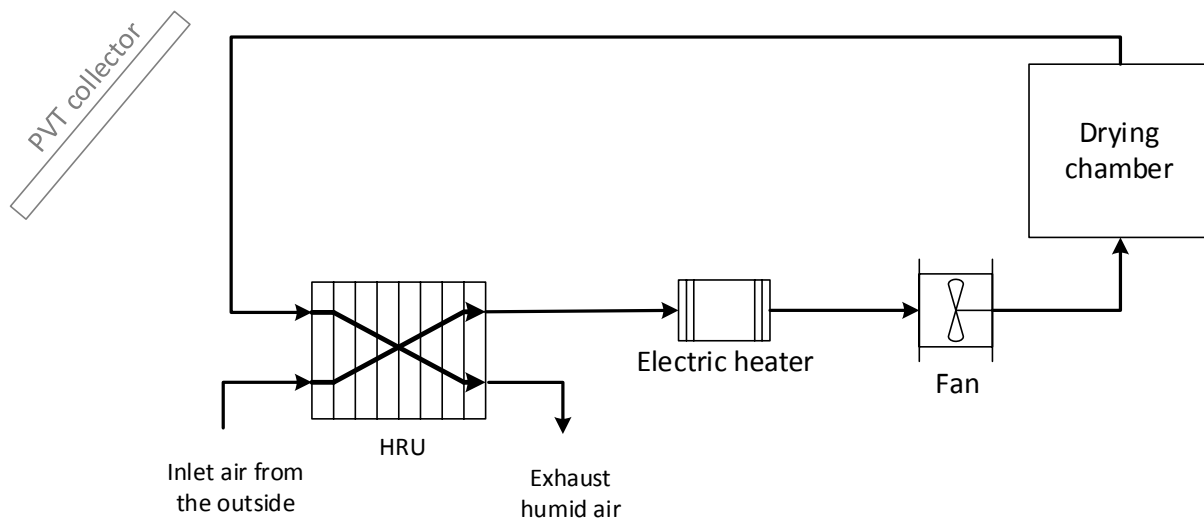 PVT collector
Drying
chamber
Electric heater
Fan
HRU
Inlet air from
the outside
Exhaust
humid air